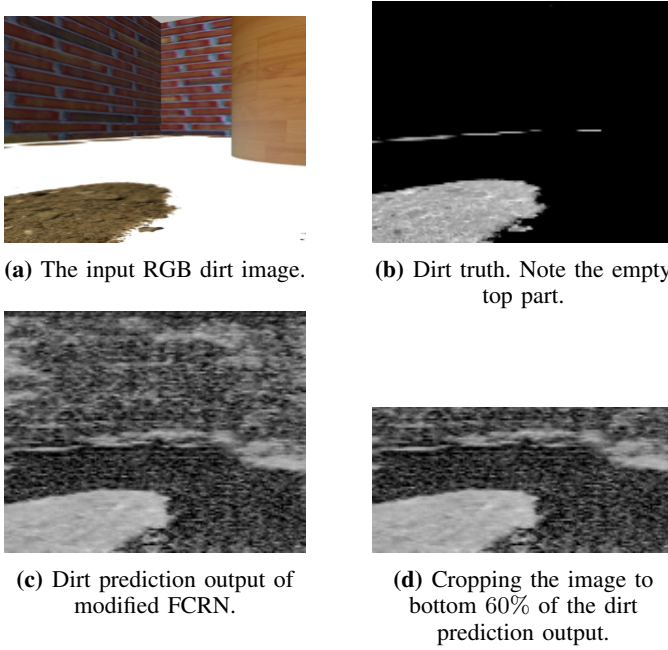 (a) The input RGB dirt image.
(b) Dirt truth. Note the empty
top part.
(c) Dirt prediction output of
modified FCRN.
(d) Cropping the image to
bottom 60% of the dirt
prediction output.